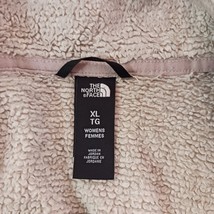 THE
NORTH
FACE
XL
TG
WOMENS
FEMMES
MADE IN
JORDAN
FABRIQUÉ EN
JORDANIE